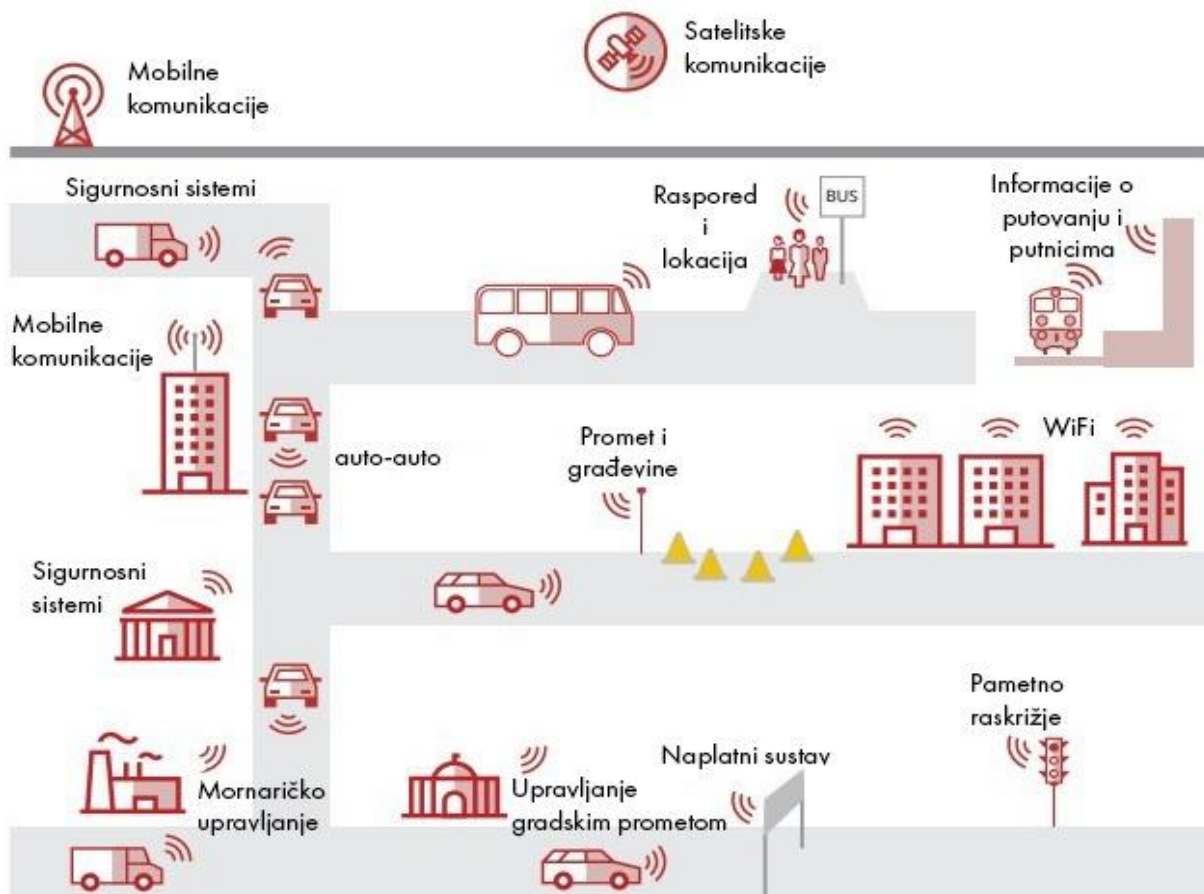 Mobilne
komunikacije
Satelitske
komunikacije
Sigurnosni sistemi
Raspored
i
lokacija
BUS
Informacije o
putovanju i
putnicima
Mobilne
komunikacije
auto-auto
Promet i
građevine
WiFi
Sigurnosni
sistemi
Pametno
raskrižje
Mornaričko
upravljanje
Upravljanje
gradskim prometom
Naplatni sustav